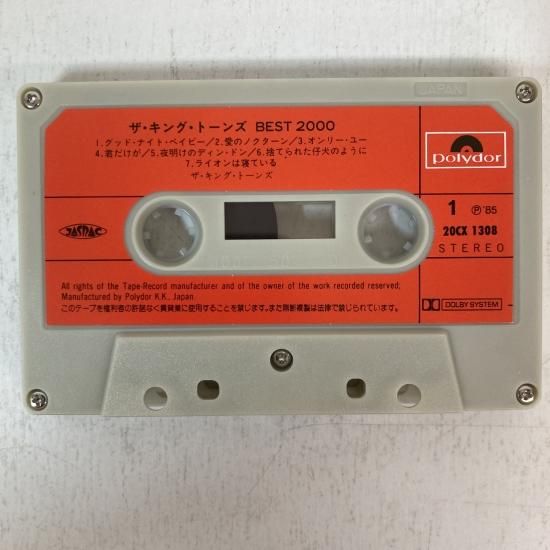 JAPAN
ザ・キング・トーンズ BEST 2000
1.グッド・ナイト・ベイビー／2.愛のノクターン／3.オンリー・ユー
4.君だけが／5.夜明けのディン・ドン／6.捨てられた仔犬のように
7.ライオンは寝ている
ザ・キング・トーンズ
polydor
JASRAC
1 Ⓟ'85
20CX 1308
STEREO
All rights of the Tape-Record manufacturer and of the owner of the work recorded reserved;
Manufactured by Polydor K.K., Japan.
このテープを権利者の許諾なく賃貸業に使用することを禁じます。また無断複製は法律で禁じられています。
DOLBY SYSTEM